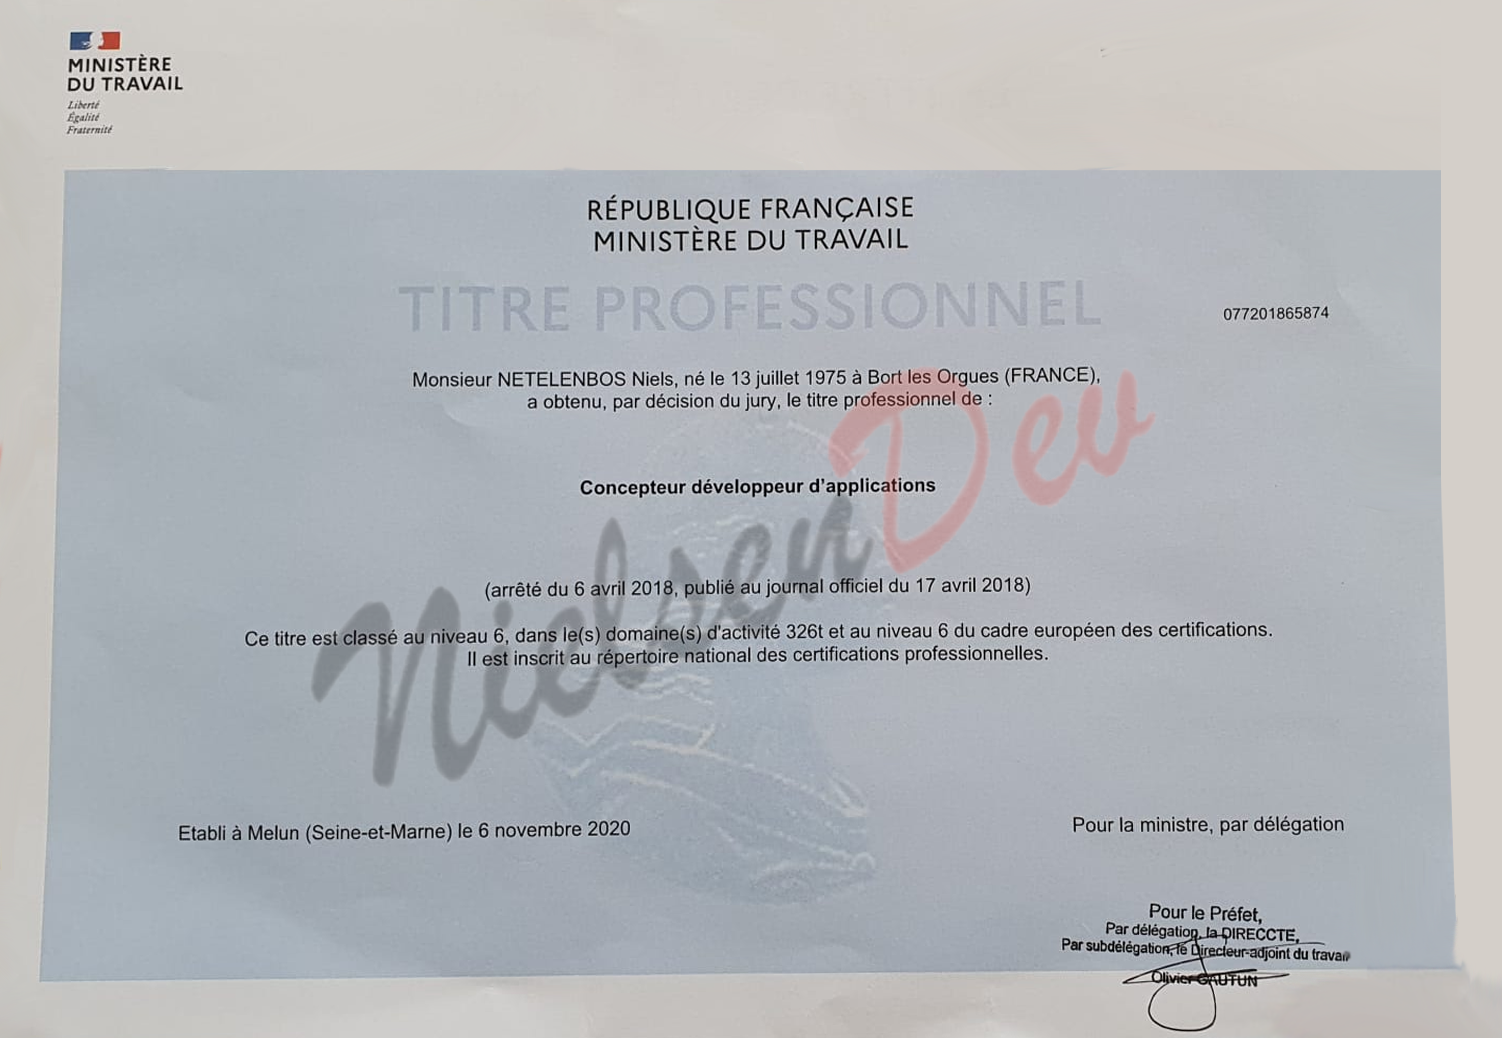 MINISTÈRE
DU TRAVAIL
Liberté
Égalité
Fraternité
RÉPUBLIQUE FRANÇAISE
MINISTÈRE DU TRAVAIL
TITRE PROFESSIONNEL
077201865874
Monsieur NETELENBOS Niels, né le 13 juillet 1975 à Bort les Orgues (FRANCE),
a obtenu, par décision du jury, le titre professionnel de :
Concepteur développeur d'applications
NielsenDev
(arrêté du 6 avril 2018, publié au journal officiel du 17 avril 2018)
Ce titre est classé au niveau 6, dans le(s) domaine(s) d'activité 326t et au niveau 6 du cadre européen des certifications.
Il est inscrit au répertoire national des certifications professionnelles.
Etabli à Melun (Seine-et-Marne) le 6 novembre 2020
Pour la ministre, par délégation
Pour le Préfet,
Par délégation, la DIRECCTE,
Par subdélégation, le Directeur-adjoint du travail
Olivier GAUTUN